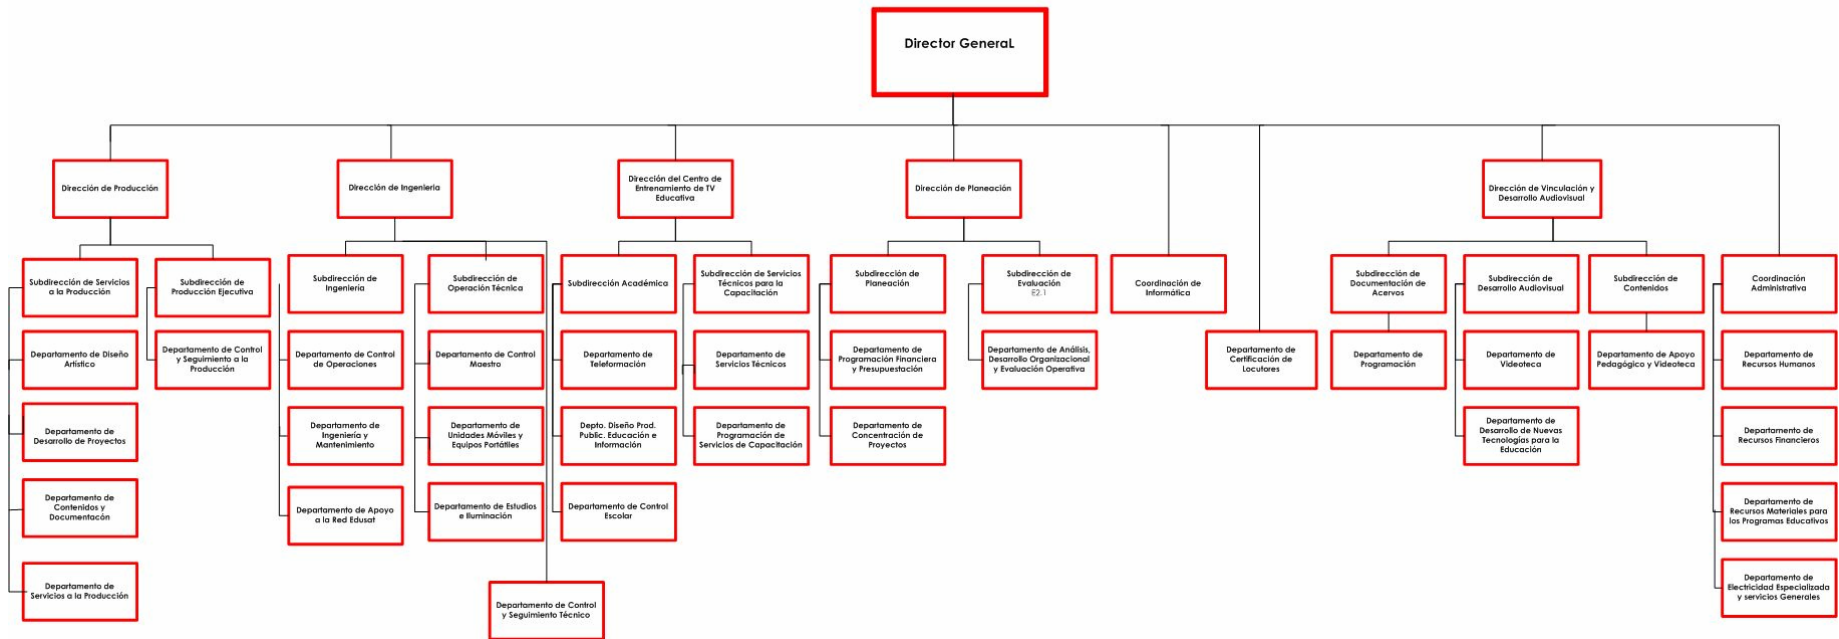 Director GeneraL
Dirección de Producción
Dirección de Ingenieria
Dirección del Centro de
Entrenamiento de TV
Educativa
Dirección de Planeación
Dirección de Vinculación y
Desarrollo Audiovisual
Subdirección de Servicios
a la Producción
Subdirección de
Producción Ejecutiva
Subdirección de
Ingeniería
Subdirección de
Operación Técnica
Subdirección Académica
Subdirección de Servicios
Técnicos para la
Capacitación
Subdirección de
Planeación
Subdirección de
Evaluación
E2.1
Coordinación de
Informática
Subdirección de
Documentación de
Acervos
Subdirección de
Desarrollo Audiovisual
Subdirección de
Contenidos
Coordinación
Administrativa
Departamento de Diseño
Artístico
Departamento de Control
y Seguimiento a la
Producción
Departamento de Control
de Operaciones
Departamento de Control
Maestro
Departamento de
Teleformación
Departamento de
Servicios Técnicos
Departamento de
Programación Financiera
y Presupuestación
Departamento de Análisis,
Desarrollo Organizacional
y Evaluación Operativa
Departamento de
Certificación de
Locutores
Departamento de
Programación
Departamento de
Videoteca
Departamento de Apoyo
Pedagógico y Videoteca
Departamento de
Recursos Humanos
Departamento de
Desarrollo de Proyectos
Departamento de
Ingeniería y
Mantenimiento
Departamento de
Unidades Móviles y
Equipos Portátiles
Depto. Diseño Prod.
Public. Educación e
Información
Departamento de
Programación de
Servicios de Capacitación
Departamento de
Concentración de
Proyectos
Departamento de
Desarrollo de Nuevas
Tecnologías para la
Educación
Departamento de
Recursos Financieros
Departamento de
Contenidos y
Documentacón
Departamento de Apoyo
a la Red Edusat
Departamento de Estudios
e Iluminación
Departamento de Control
Escolar
Departamento de
Recursos Materiales para
los Programas Educativos
Departamento de
Servicios a la Producción
Departamento de Control
y Seguimiento Técnico
Departamento de
Electricidad Especializada
y servicios Generales